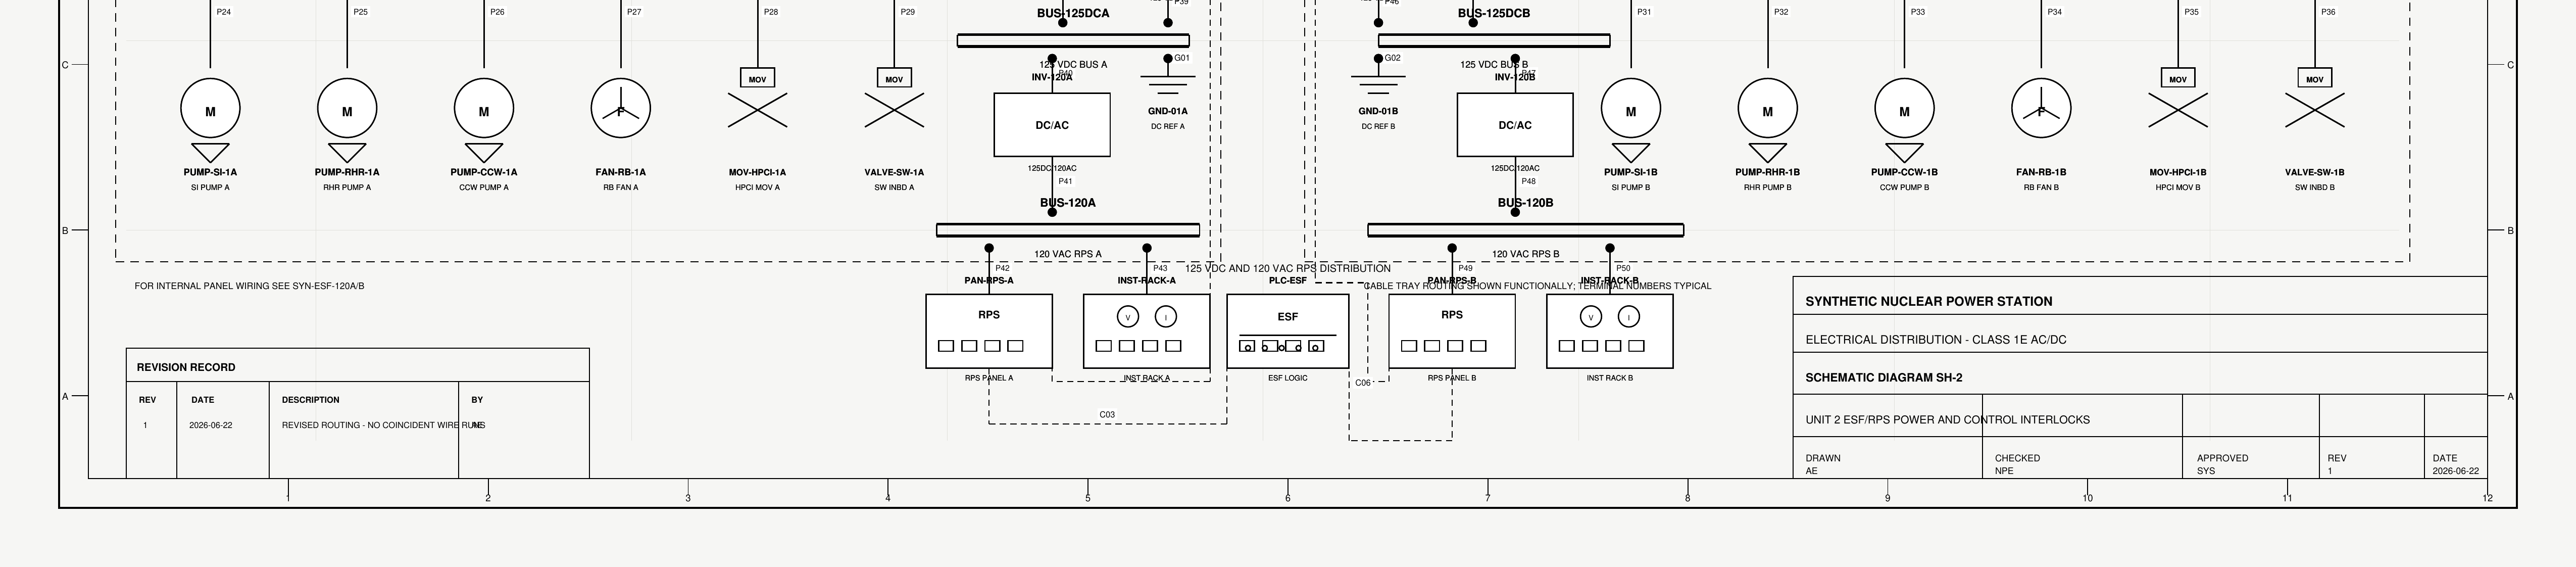 P24
P25
P26
P27
P28
P29
BUS-125DCA
P39
BUS-125DCB
P46
P31
P32
P33
P34
P35
P36
C
C
125 VDC BUS A
G01
G02
125 VDC BUS B
INV-120A
P40
INV-120B
P47
MOV
MOV
MOV
MOV
M
M
M
F
DC/AC
GND-01A
DC REF A
GND-01B
DC REF B
DC/AC
M
M
M
F
PUMP-SI-1A
PUMP-RHR-1A
PUMP-CCW-1A
FAN-RB-1A
MOV-HPCI-1A
VALVE-SW-1A
125DC/120AC
125DC/120AC
PUMP-SI-1B
PUMP-RHR-1B
PUMP-CCW-1B
FAN-RB-1B
MOV-HPCI-1B
VALVE-SW-1B
SI PUMP A
RHR PUMP A
CCW PUMP A
RB FAN A
HPCI MOV A
SW INBD A
P41
P48
SI PUMP B
RHR PUMP B
CCW PUMP B
RB FAN B
HPCI MOV B
SW INBD B
BUS-120A
BUS-120B
B
B
120 VAC RPS A
120 VAC RPS B
P42
P43
125 VDC AND 120 VAC RPS DISTRIBUTION
P49
P50
FOR INTERNAL PANEL WIRING SEE SYN-ESF-120A/B
PAN-RPS-A
INST-RACK-A
PLC-ESF
PAN-RPS-B
INST-RACK-B
CABLE TRAY ROUTING SHOWN FUNCTIONALLY; TERMINAL NUMBERS TYPICAL
RPS
V
I
ESF
RPS
V
I
RPS PANEL A
INST RACK A
ESF LOGIC
C06
RPS PANEL B
INST RACK B
C03
SYNTHETIC NUCLEAR POWER STATION
ELECTRICAL DISTRIBUTION - CLASS 1E AC/DC
SCHEMATIC DIAGRAM SH-2
UNIT 2 ESF/RPS POWER AND CONTROL INTERLOCKS
DRAWN
AE
CHECKED
NPE
APPROVED
SYS
REV
1
DATE
2026-06-22
REVISION RECORD
A
A
REV DATE DESCRIPTION BY
1 2026-06-22 REVISED ROUTING - NO COINCIDENT WIRE RUNS
1 2 3 4 5 6 7 8 9 10 11 12